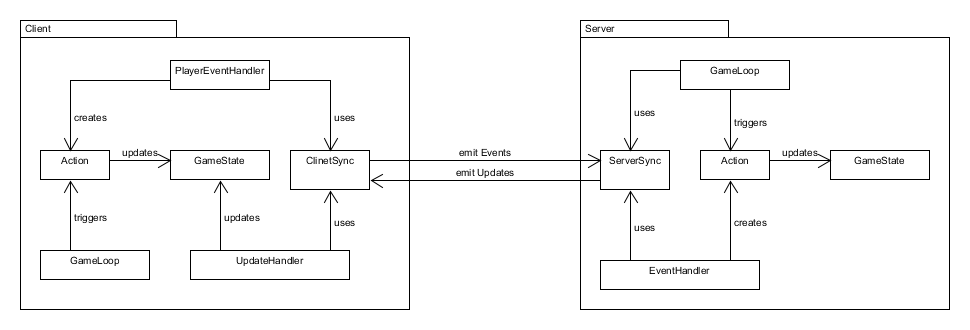 Client
Server
PlayerEventHandler
GameLoop
creates
uses
uses
triggers
Action
updates
GameState
ClinetSync
emit Events
emit Updates
ServerSync
Action
updates
GameState
triggers
updates
uses
uses
creates
GameLoop
UpdateHandler
EventHandler